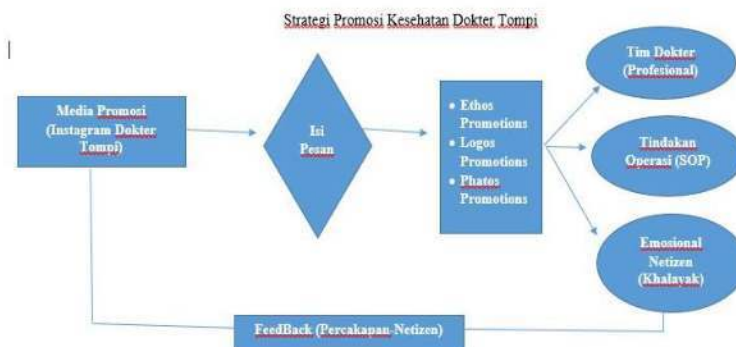 Strategi Promosi Kesehatan Dokter Tompi
Media Promosi
(Instagram Dokter
Tompi)
Isi
Pesan
• Ethos
Promotions
• Logos
Promotions
• Phatos
Promotions
Tim Dokter
(Profesional)
Tindakan
Operasi (SOP)
Emosional
Netizen
(Khalayak)
FeedBack (Percakapan-Netizen)